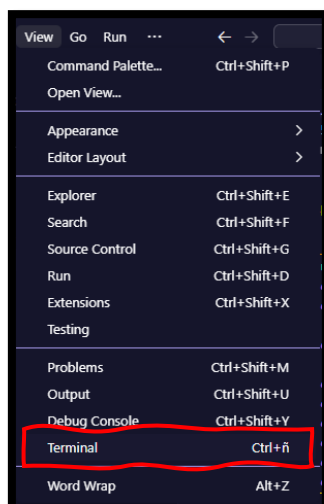 View Go Run ··· ← →
Command Palette... Ctrl+Shift+P
Open View...
Appearance >
Editor Layout >
Explorer Ctrl+Shift+E
Search Ctrl+Shift+F
Source Control Ctrl+Shift+G
Run Ctrl+Shift+D
Extensions Ctrl+Shift+X
Testing
Problems Ctrl+Shift+M
Output Ctrl+Shift+U
Debug Console Ctrl+Shift+Y
Terminal Ctrl+ñ
Word Wrap Alt+Z